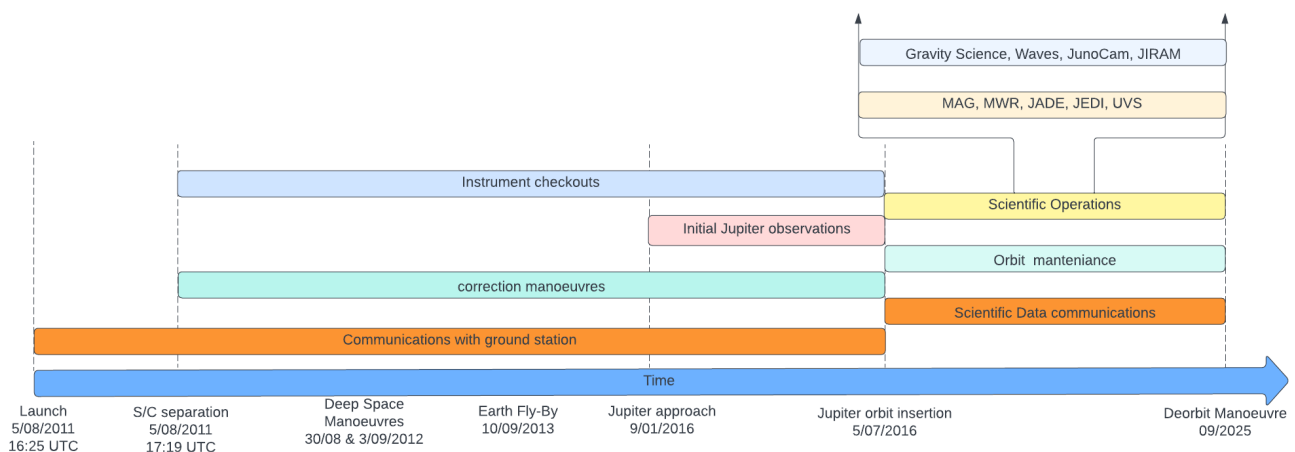 Gravity Science, Waves, JunoCam, JIRAM
MAG, MWR, JADE, JEDI, UVS
Instrument checkouts
Scientific Operations
Initial Jupiter observations
Orbit manteniance
correction manoeuvres
Scientific Data communications
Communications with ground station
Time
Launch
5/08/2011
16:25 UTC
S/C separation
5/08/2011
17:19 UTC
Deep Space
Manoeuvres
30/08 & 3/09/2012
Earth Fly-By
10/09/2013
Jupiter approach
9/01/2016
Jupiter orbit insertion
5/07/2016
Deorbit Manoeuvre
09/2025